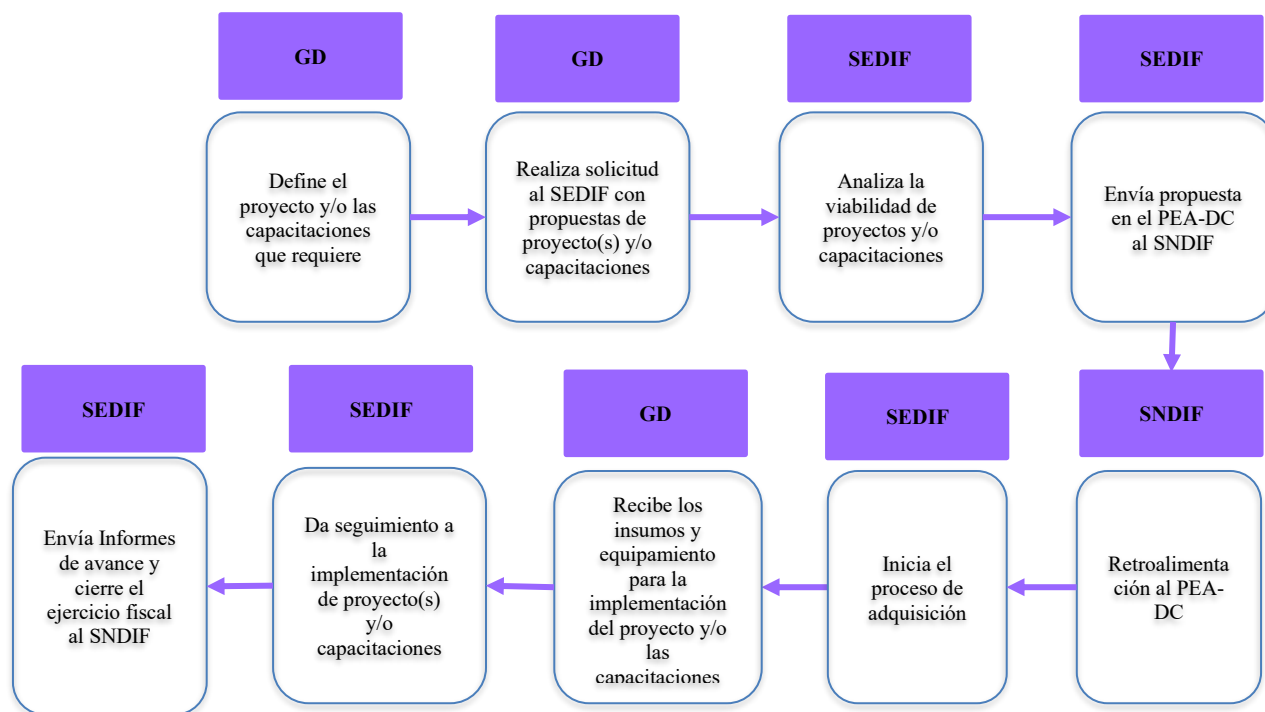 GD
Define el
proyecto y/o las
capacitaciones
que requiere
GD
Realiza solicitud
al SEDIF con
propuestas de
proyecto(s) y/o
capacitaciones
SEDIF
Analiza la
viabilidad de
proyectos y/o
capacitaciones
SEDIF
Envía propuesta
en el PEA-DC
al SNDIF
SNDIF
Retroalimenta
ción al PEA-
DC
SEDIF
Inicia el
proceso de
adquisición
GD
Recibe los
insumos y
equipamiento
para la
implementación
del proyecto y/o
las
capacitaciones
SEDIF
Da seguimiento a
la
implementación
de proyecto(s)
y/o
capacitaciones
SEDIF
Envía Informes
de avance y
cierre el
ejercicio fiscal
al SNDIF